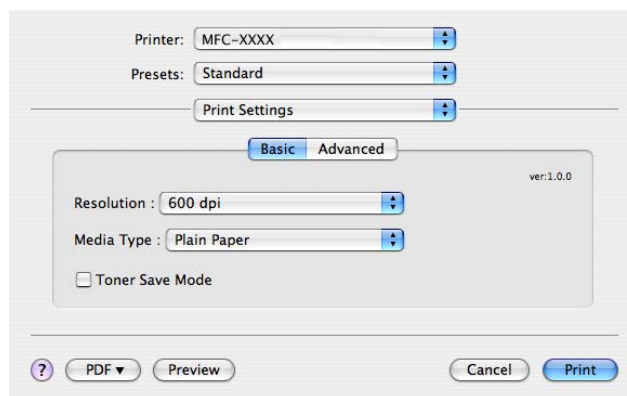 Printer: MFC-XXXX
Presets: Standard
Print Settings
Basic Advanced
ver:1.0.0
Resolution : 600 dpi
Media Type : Plain Paper
Toner Save Mode
? PDF ▼ Preview Cancel Print